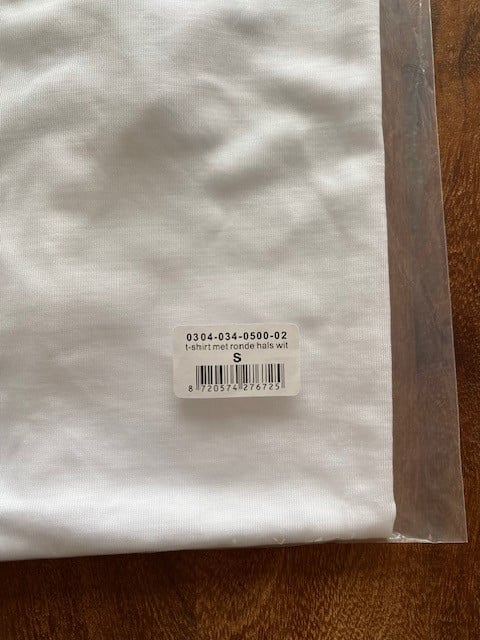 0304-034-0500-02
t-shirt met ronde hals wit
S
8 720574 276725